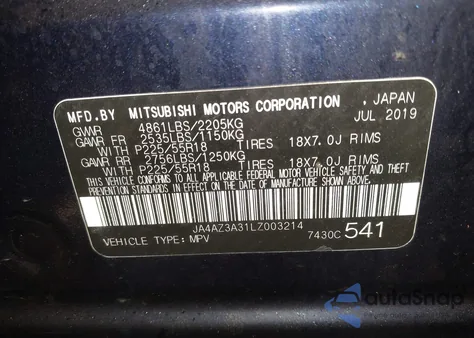 MFD.BY MITSUBISHI MOTORS CORPORATION, JAPAN
GVWR 4861LBS/2205KG JUL 2019
GAWR FR 2535LBS/1150KG
WITH P225/55R18 TIRES 18X7.0J RIMS
GAWR RR 2756LBS/1250KG
WITH P225/55R18 TIRES 18X7.0J RIMS
THIS VEHICLE CONFORMS TO ALL APPLICABLE
FEDERAL MOTOR VEHICLE SAFETY AND THEFT
PREVENTION STANDARDS IN EFFECT ON THE DATE OF MANUFACTURE SHOWN ABOVE.
JA4AZ3A31LZ003214
VEHICLE TYPE: MPV 7430C 541
autoSnap